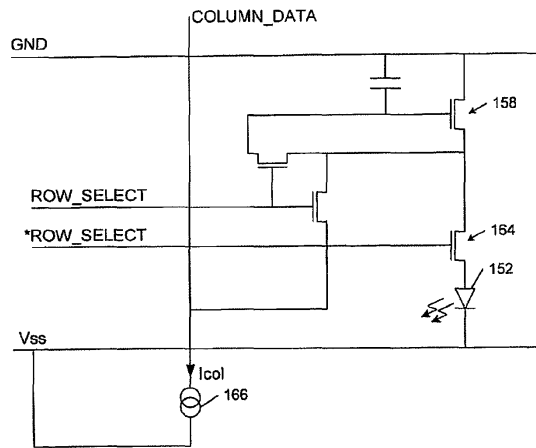 COLUMN_DATA
GND
158
ROW_SELECT
*ROW_SELECT
164
152
Vss
Icol
166